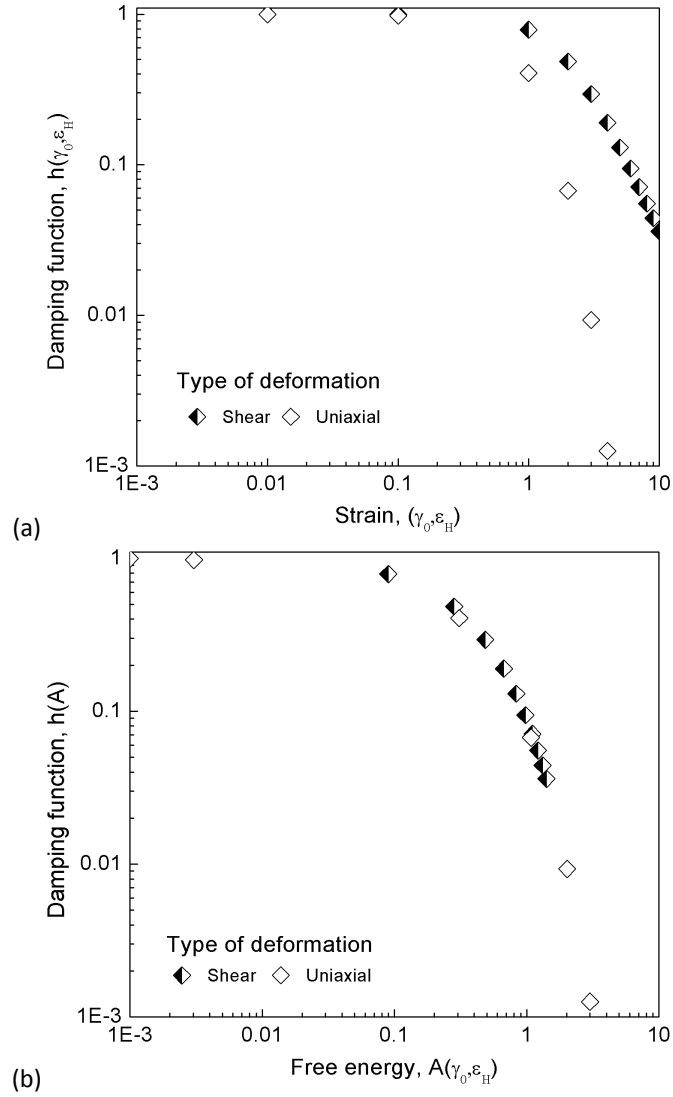 1
0.1
0.01
1E-3
Damping function, h(γ₀,εH)
Type of deformation
Shear Uniaxial
1E-3 0.01 0.1 1 10
Strain, (γ₀,εH)
(a)
1
0.1
0.01
1E-3
Damping function, h(A)
Type of deformation
Shear Uniaxial
1E-3 0.01 0.1 1 10
Free energy, A(γ₀,εH)
(b)